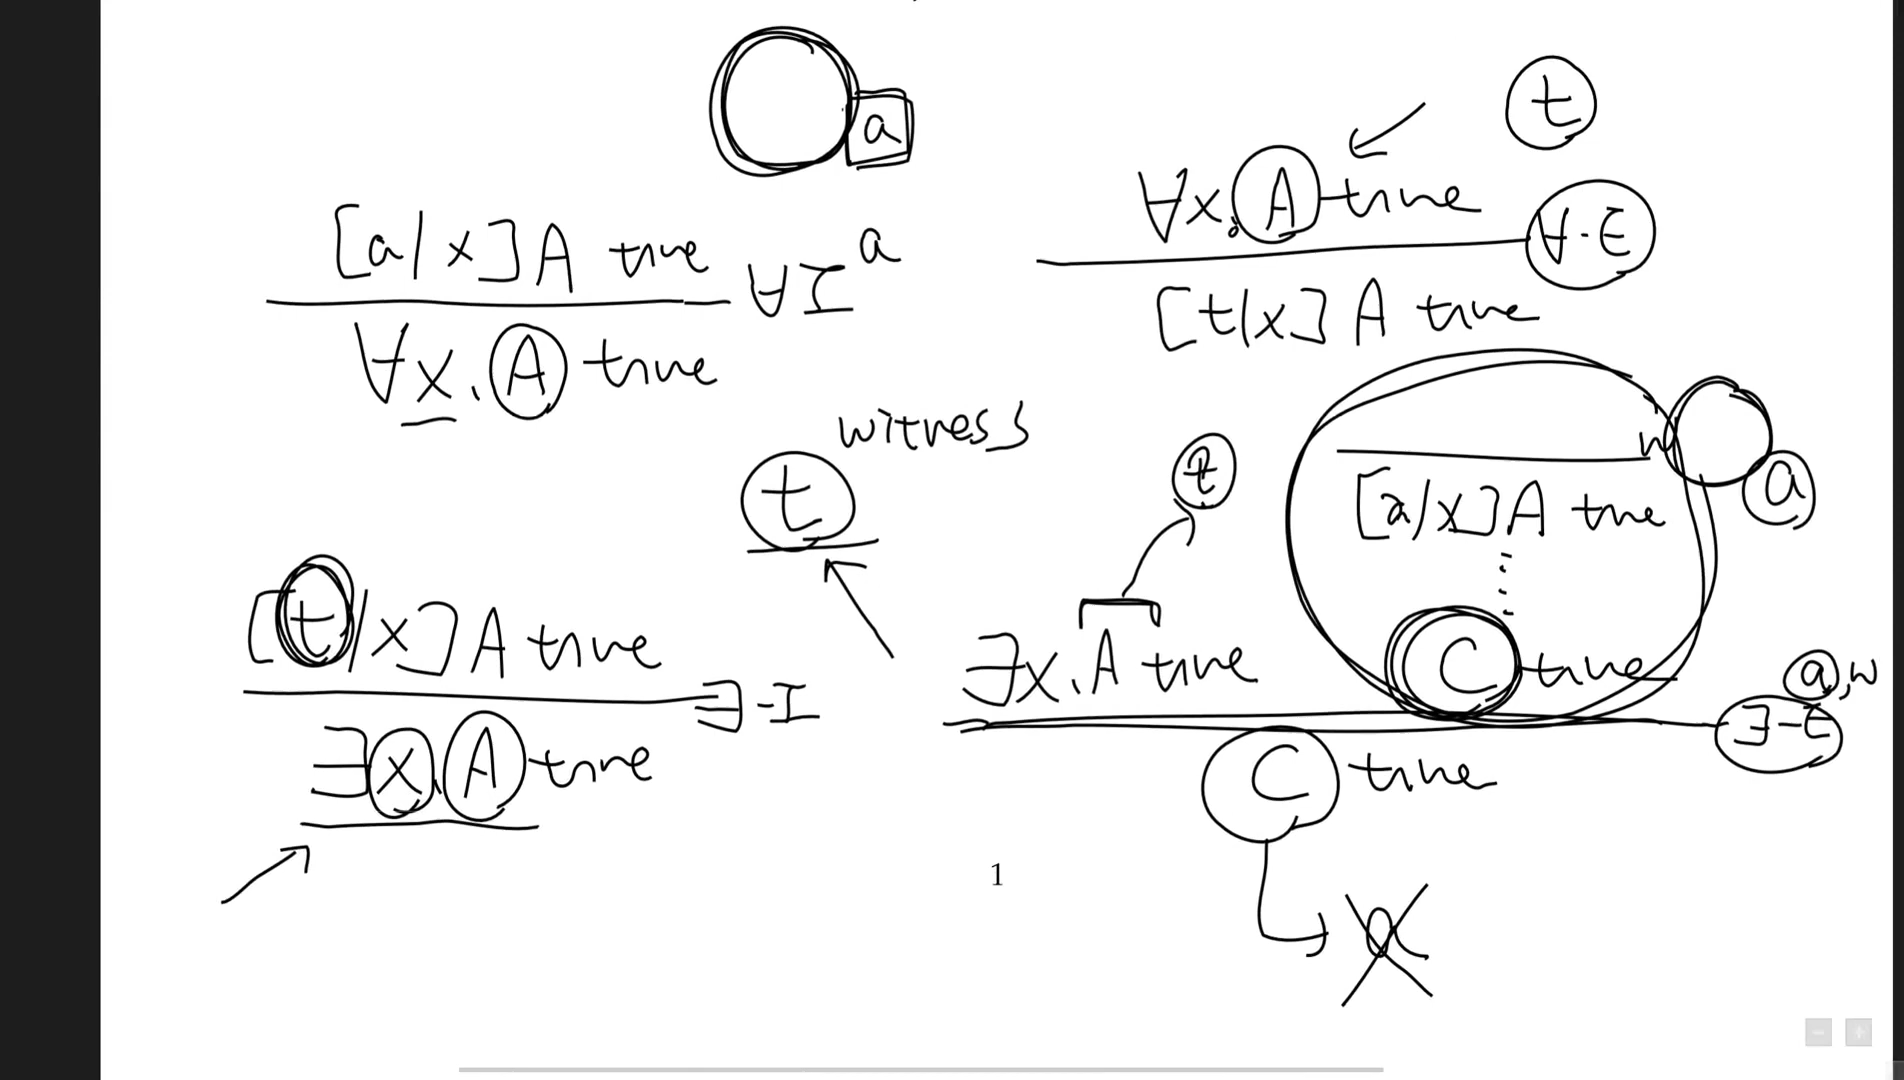 a
[a/x]A true
∀x.A true
∀I^a
t
∀x.A true
∀-E
[t/x]A true
witness
t
[t/x]A true
∃-I
∃x.A true
t
w
a
[a/x]A true
⋮
∃x.A true
C true
a,w
∃-E
C true
a
1